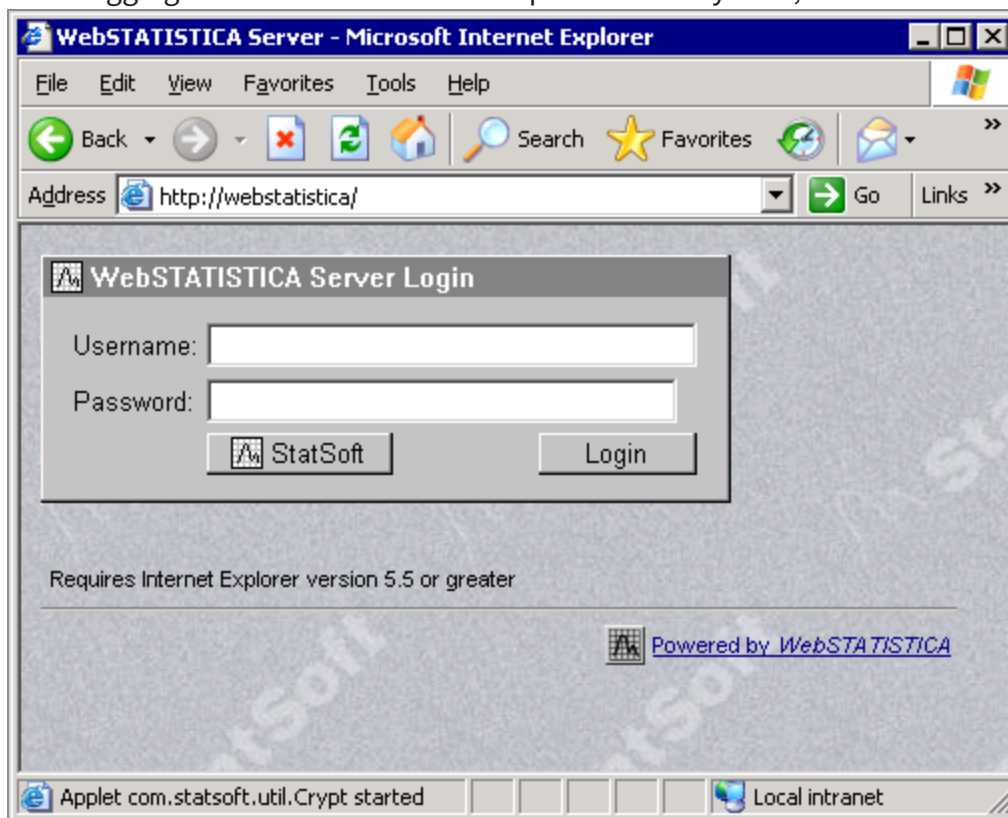 WebSTATISTICA Server - Microsoft Internet Explorer
File Edit View Favorites Tools Help
Back Search Favorites »
Address http://webstatistica/ Go Links »
WebSTATISTICA Server Login
Username:
Password:
StatSoft Login
Requires Internet Explorer version 5.5 or greater
Powered by WebSTATISTICA
Applet com.statsoft.util.Crypt started Local intranet